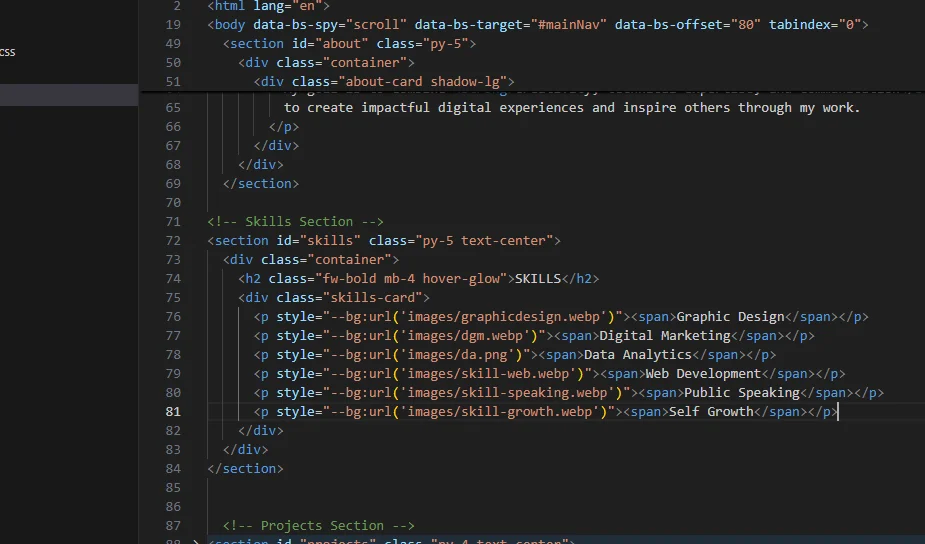 css
2 <html lang="en">
19 <body data-bs-spy="scroll" data-bs-target="#mainNav" data-bs-offset="80" tabindex="0">
49 <section id="about" class="py-5">
50 <div class="container">
51 <div class="about-card shadow-lg">
65 to create impactful digital experiences and inspire others through my work.
66 </p>
67 </div>
68 </div>
69 </section>
70
71 <!-- Skills Section -->
72 <section id="skills" class="py-5 text-center">
73 <div class="container">
74 <h2 class="fw-bold mb-4 hover-glow">SKILLS</h2>
75 <div class="skills-card">
76 <p style="--bg:url('images/graphicdesign.webp')"><span>Graphic Design</span></p>
77 <p style="--bg:url('images/dgm.webp')"><span>Digital Marketing</span></p>
78 <p style="--bg:url('images/da.png')"><span>Data Analytics</span></p>
79 <p style="--bg:url('images/skill-web.webp')"><span>Web Development</span></p>
80 <p style="--bg:url('images/skill-speaking.webp')"><span>Public Speaking</span></p>
81 <p style="--bg:url('images/skill-growth.webp')"><span>Self Growth</span></p>
82 </div>
83 </div>
84 </section>
85
86
87 <!-- Projects Section -->
88 <section id="projects" class="py-4 text-center">